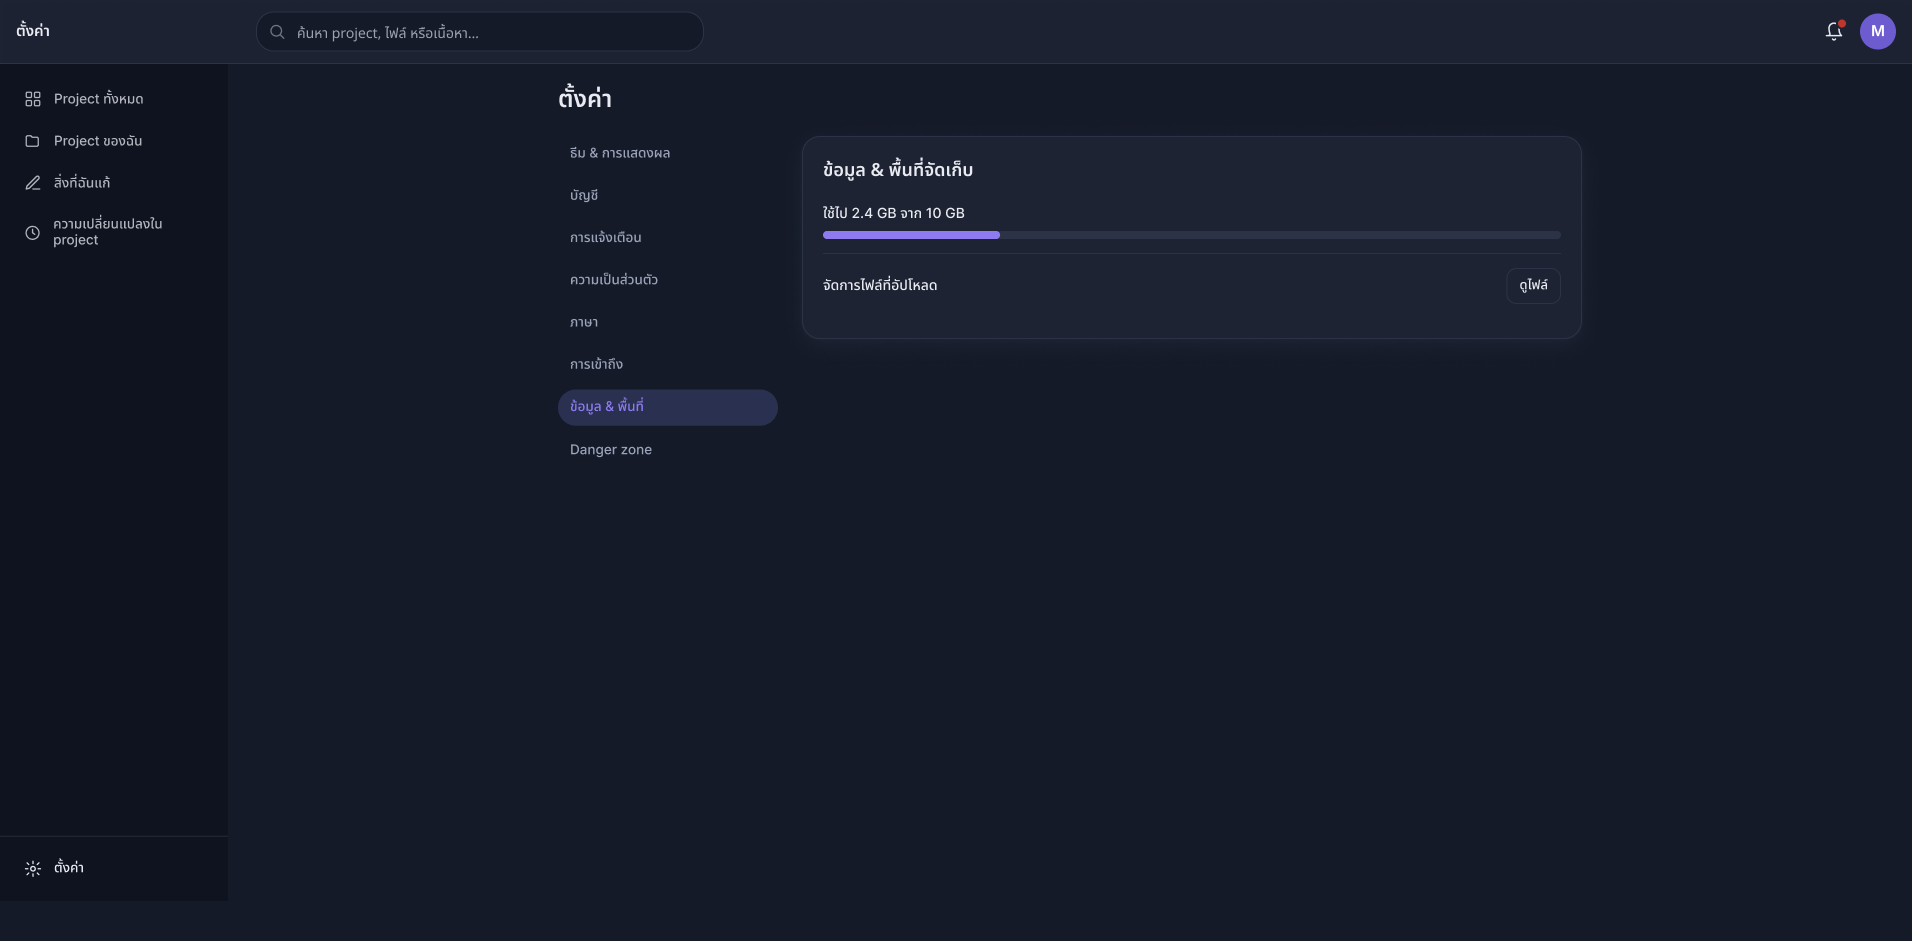 ตั้งค่า
ค้นหา project, ไฟล์ หรือเนื้อหา...
M
Project ทั้งหมด
Project ของฉัน
สิ่งที่ฉันแก้
ความเปลี่ยนแปลงใน
project
ตั้งค่า
ตั้งค่า
ธีม & การแสดงผล
บัญชี
การแจ้งเตือน
ความเป็นส่วนตัว
ภาษา
การเข้าถึง
ข้อมูล & พื้นที่
Danger zone
ข้อมูล & พื้นที่จัดเก็บ
ใช้ไป 2.4 GB จาก 10 GB
จัดการไฟล์ที่อัปโหลด
ดูไฟล์